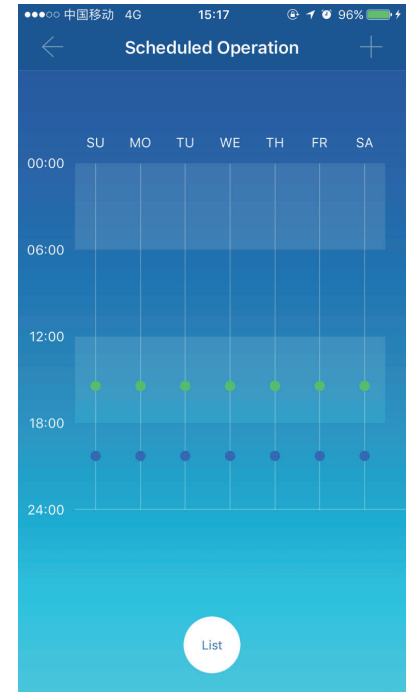 中国移动 4G 15:17 96%
Scheduled Operation
SU MO TU WE TH FR SA
00:00
06:00
12:00
18:00
24:00
List